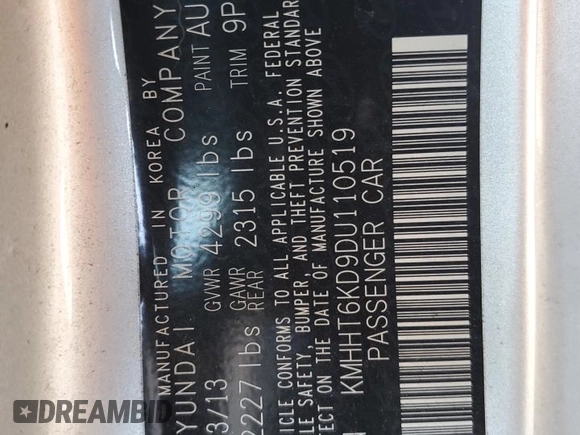 MANUFACTURED IN KOREA BY
YUNDAI MOTOR COMPANY
3/13 GVWR 4299 lbs PAINT AU
2227 lbs GAWR REAR 2315 lbs TRIM 9P
ICLE CONFORMS TO ALL APPLICABLE U.S.A. FEDERAL
LE SAFETY, BUMPER, AND THEFT PREVENTION STANDAR
FECT ON THE DATE OF MANUFACTURE SHOWN ABOVE
KMHHT6KD9DU110519
PASSENGER CAR
DREAMBID